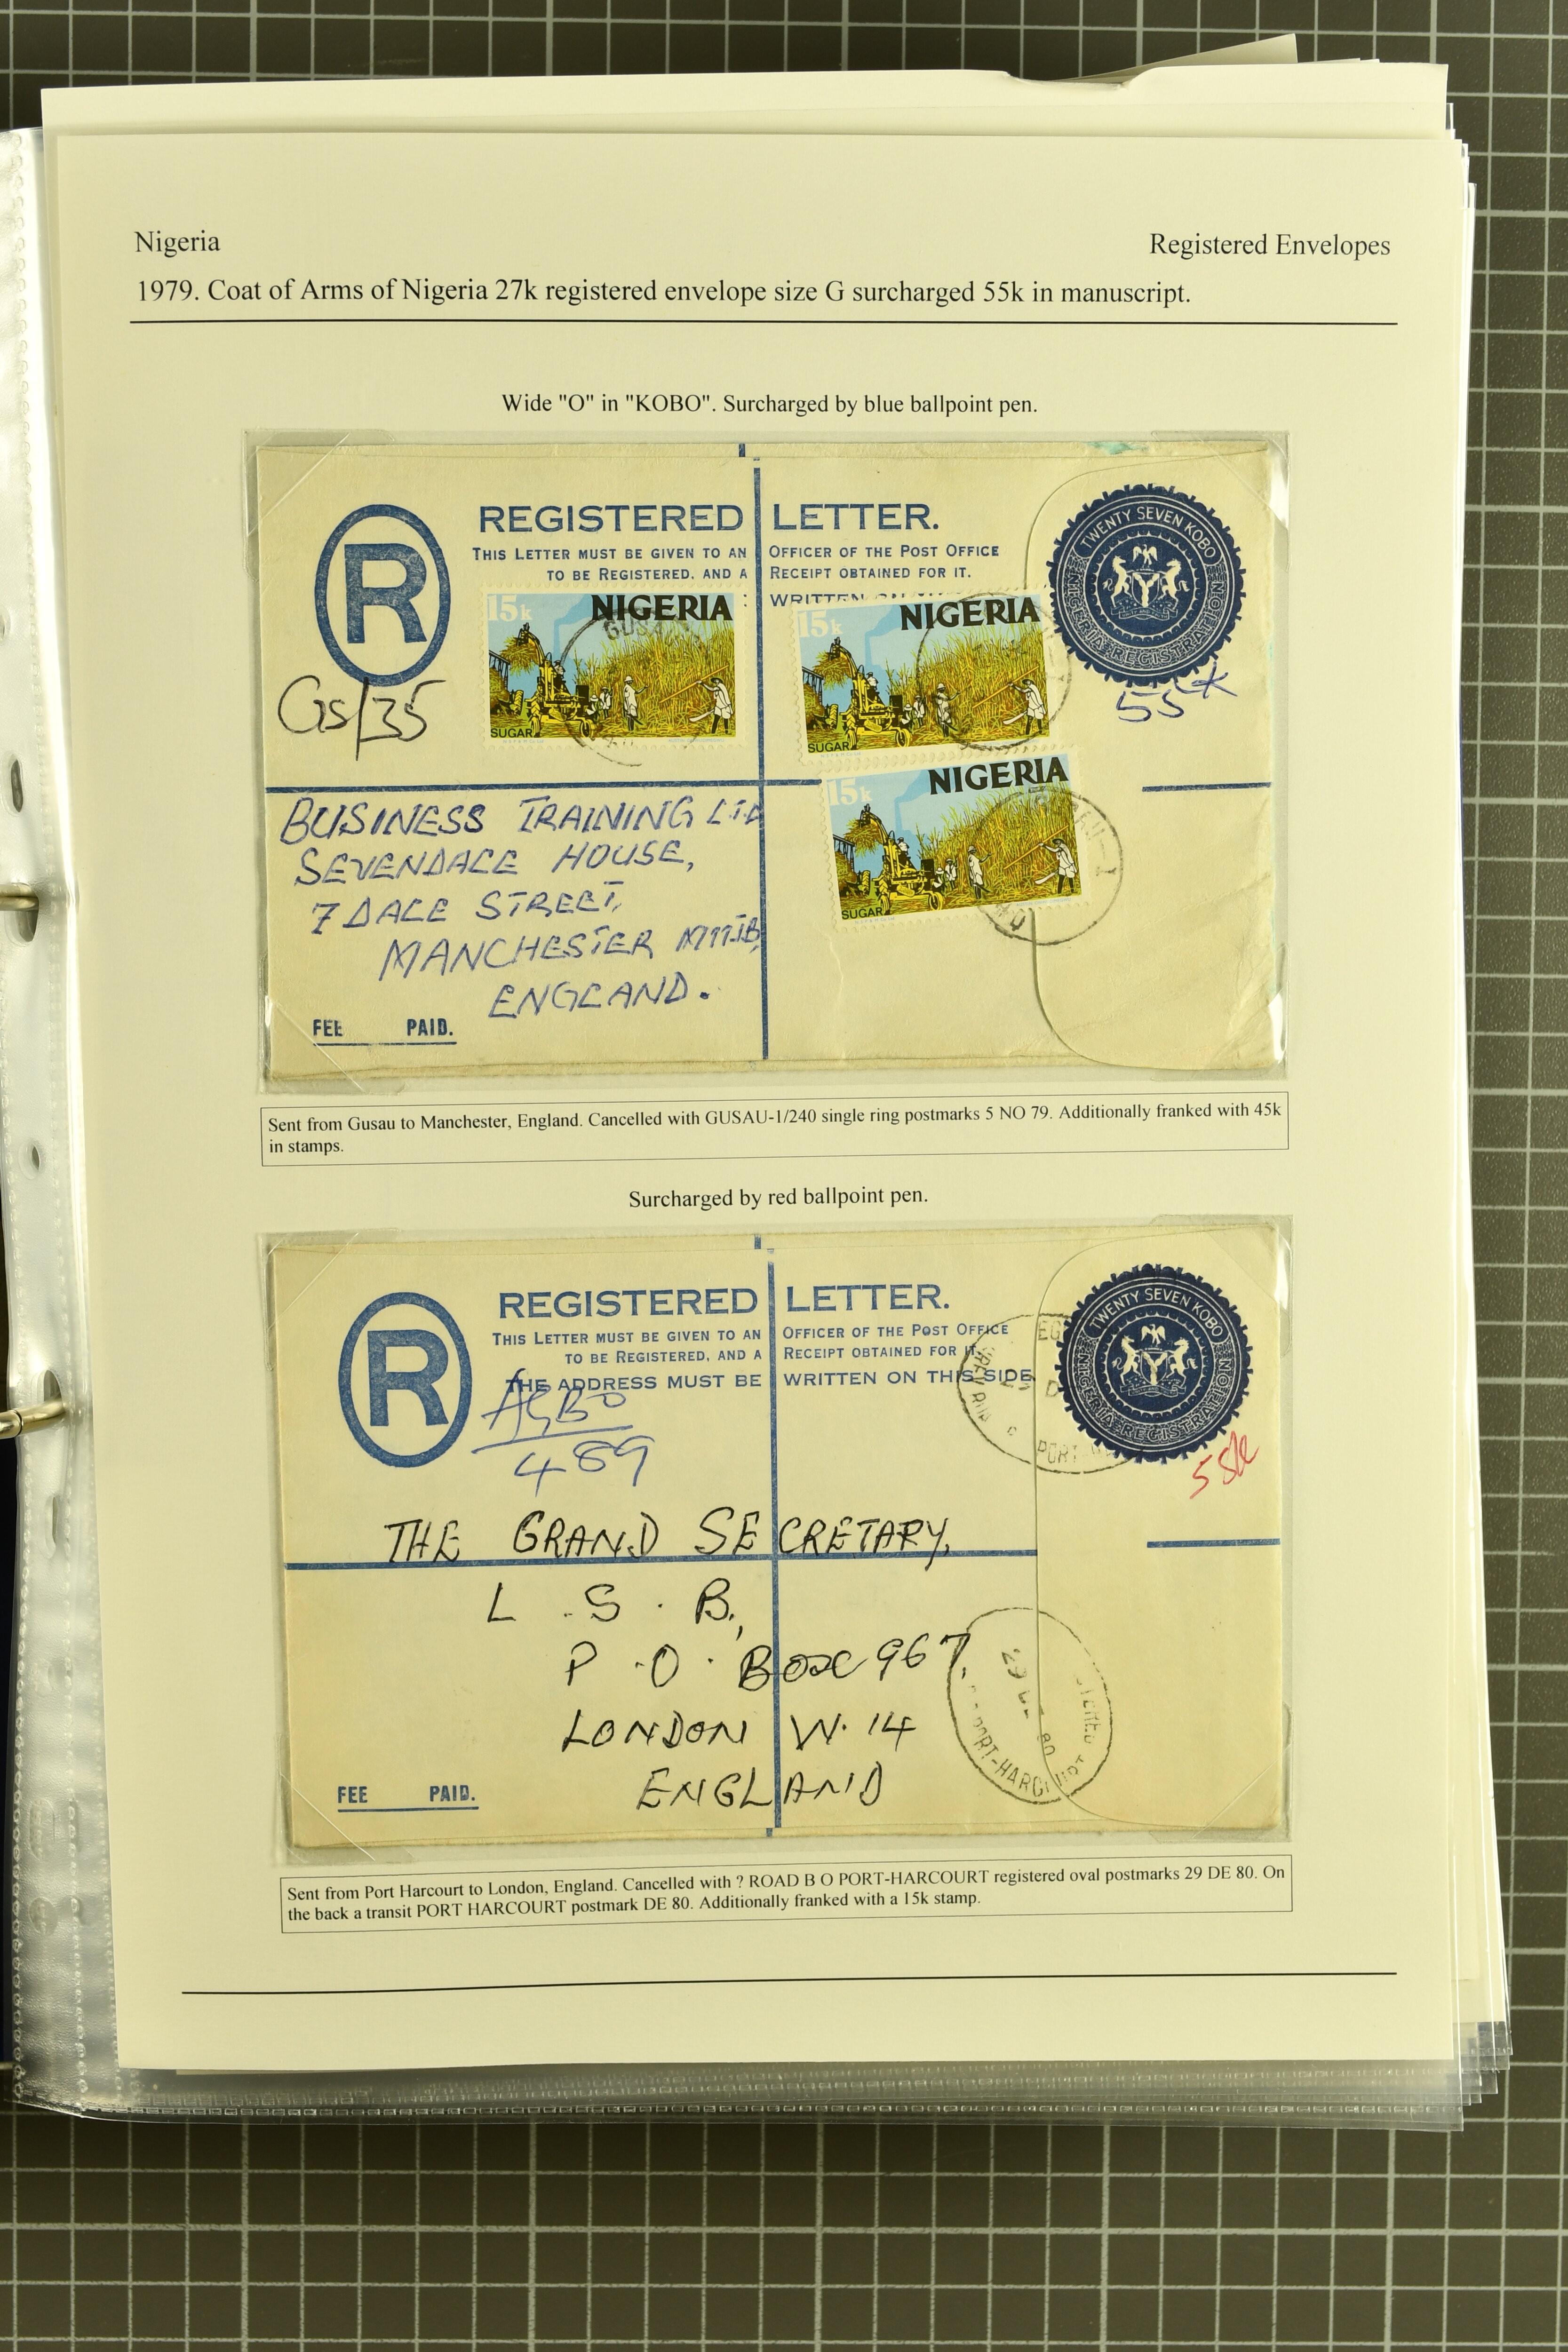 Nigeria
Registered Envelopes
1979. Coat of Arms of Nigeria 27k registered envelope size G surcharged 55k in manuscript.
Wide "O" in "KOBO". Surcharged by blue ballpoint pen.
REGISTERED LETTER.
THIS LETTER MUST BE GIVEN TO AN OFFICER OF THE POST OFFICE
TO BE REGISTERED, AND A RECEIPT OBTAINED FOR IT.
R
TWENTY SEVEN KOBO
NIGERIA REGISTRATION
15k NIGERIA
SUGAR
15k NIGERIA
SUGAR
15k NIGERIA
SUGAR
55k
Gs/35
BUSINESS TRAINING LTD
SEVENDALE HOUSE,
7 DALE STREET,
MANCHESTER
ENGLAND.
FEE PAID.
Sent from Gusau to Manchester, England. Cancelled with GUSAU-1/240 single ring postmarks 5 NO 79. Additionally franked with 45k
in stamps.
Surcharged by red ballpoint pen.
REGISTERED LETTER.
THIS LETTER MUST BE GIVEN TO AN OFFICER OF THE POST OFFICE
TO BE REGISTERED, AND A RECEIPT OBTAINED FOR IT.
THE ADDRESS MUST BE WRITTEN ON THIS SIDE
R
TWENTY SEVEN KOBO
NIGERIA REGISTRATION
AGBO
489
55k
THE GRAND SECRETARY,
L . S . B.,
P . O . Box 967,
LONDON W. 14
ENGLAND
FEE PAID.
Sent from Port Harcourt to London, England. Cancelled with ? ROAD B O PORT-HARCOURT registered oval postmarks 29 DE 80. On
the back a transit PORT HARCOURT postmark DE 80. Additionally franked with a 15k stamp.